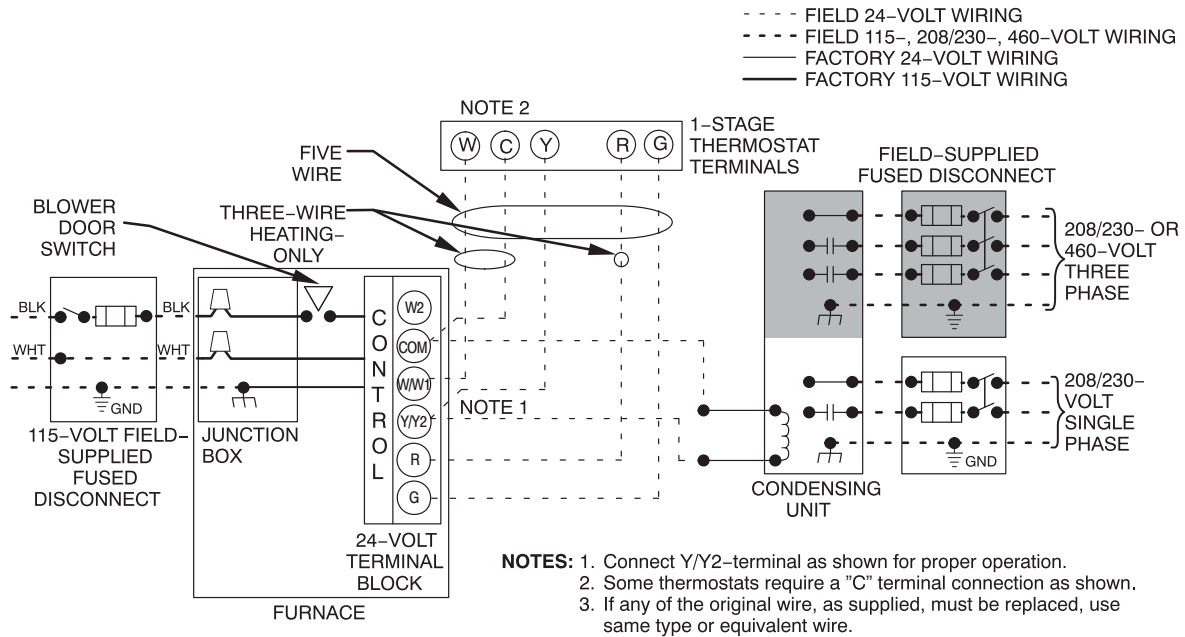 FIELD 24-VOLT WIRING
FIELD 115-, 208/230-, 460-VOLT WIRING
FACTORY 24-VOLT WIRING
FACTORY 115-VOLT WIRING
NOTE 2
W C Y R G
1-STAGE
THERMOSTAT
TERMINALS
FIVE
WIRE
THREE-WIRE
HEATING-
ONLY
BLOWER
DOOR
SWITCH
FIELD-SUPPLIED
FUSED DISCONNECT
208/230- OR
460-VOLT
THREE
PHASE
BLK
BLK
WHT
WHT
GND
115-VOLT FIELD-
SUPPLIED
FUSED
DISCONNECT
JUNCTION
BOX
CONTROL
W2
COM
W/W1
Y/Y2
R
G
NOTE 1
24-VOLT
TERMINAL
BLOCK
FURNACE
208/230-
VOLT
SINGLE
PHASE
GND
CONDENSING
UNIT
NOTES: 1. Connect Y/Y2-terminal as shown for proper operation.
2. Some thermostats require a ”C” terminal connection as shown.
3. If any of the original wire, as supplied, must be replaced, use
same type or equivalent wire.